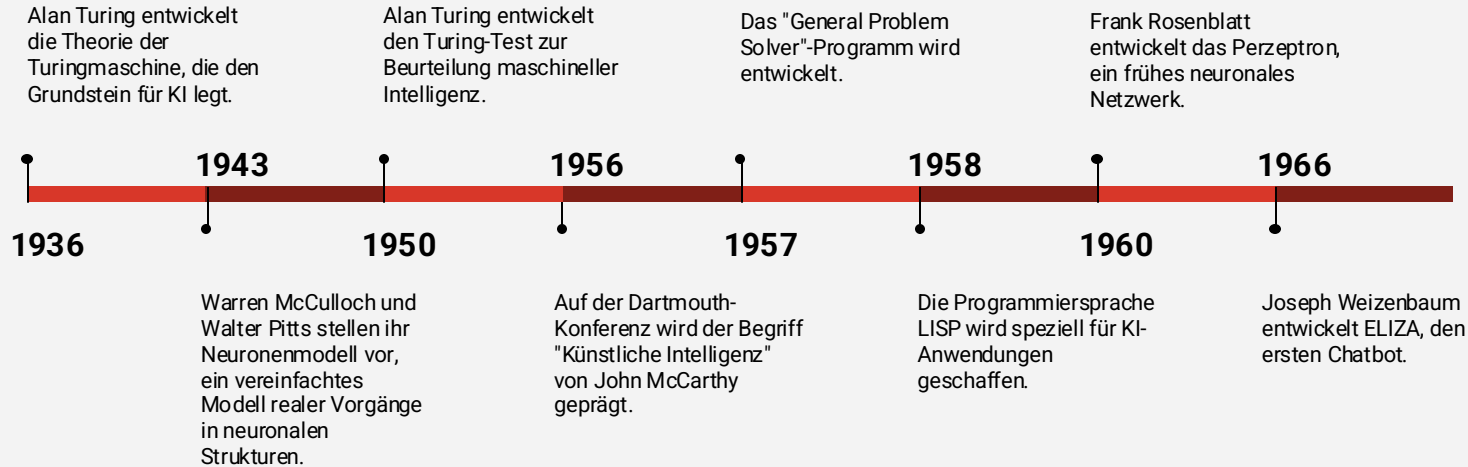 Alan Turing entwickelt
die Theorie der
Turingmaschine, die den
Grundstein für KI legt.
Alan Turing entwickelt
den Turing-Test zur
Beurteilung maschineller
Intelligenz.
Das "General Problem
Solver"-Programm wird
entwickelt.
Frank Rosenblatt
entwickelt das Perzeptron,
ein frühes neuronales
Netzwerk.
1943
1956
1958
1966
1936
1950
1957
1960
Warren McCulloch und
Walter Pitts stellen ihr
Neuronenmodell vor,
ein vereinfachtes
Modell realer Vorgänge
in neuronalen
Strukturen.
Auf der Dartmouth-
Konferenz wird der Begriff
"Künstliche Intelligenz"
von John McCarthy
geprägt.
Die Programmiersprache
LISP wird speziell für KI-
Anwendungen
geschaffen.
Joseph Weizenbaum
entwickelt ELIZA, den
ersten Chatbot.